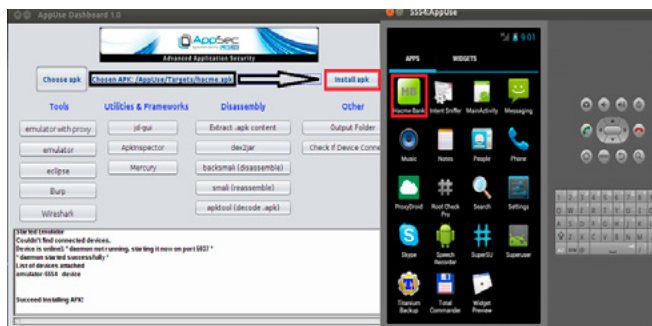 AppUse Dashboard 1.0
AppSec
Advanced Application Security
Choose apk
Chosen APK: /AppUse/Targets/hacme.apk
Install apk
Tools
Utilities & Frameworks
Disassembly
Other
emulator with proxy
jd-gui
Extract .apk content
Output Folder
emulator
ApkInspector
dex2jar
Check If Device Conne
eclipse
Mercury
backsmali (disassemble)
Burp
smali (reassemble)
Wireshark
apktool (decode .apk)
Started Emulator
Couldn't find connected devices.
Device is online$ * daemon not running. starting it now on port 5037 *
* daemon started successfully *
List of devices attached
emulator-5554 device
Succeed Installing APK!
5554:AppUse
9:01
APPS
WIDGETS
HB
Hacme Bank
Intent Sniffer
MainActivity
Messaging
Music
Notes
People
Phone
ProxyDroid
Root Check Pro
Search
Settings
Skype
Speech Recorder
SuperSU
Superuser
Titanium Backup
Total Commander
Widget Preview